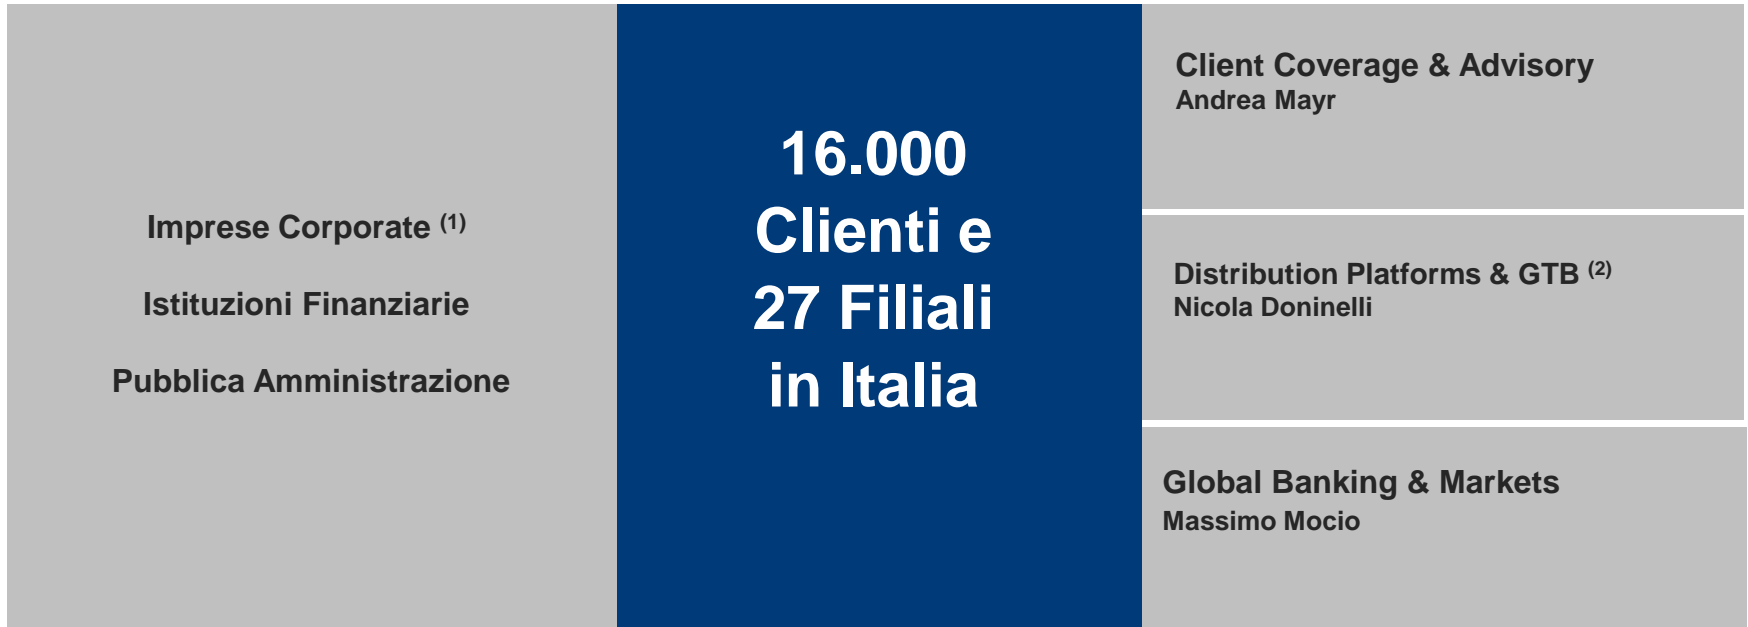 Imprese Corporate (1)
Istituzioni Finanziarie
Pubblica Amministrazione
16.000
Clienti e
27 Filiali
in Italia
Client Coverage & Advisory
Andrea Mayr
Distribution Platforms & GTB (2)
Nicola Doninelli
Global Banking & Markets
Massimo Mocio